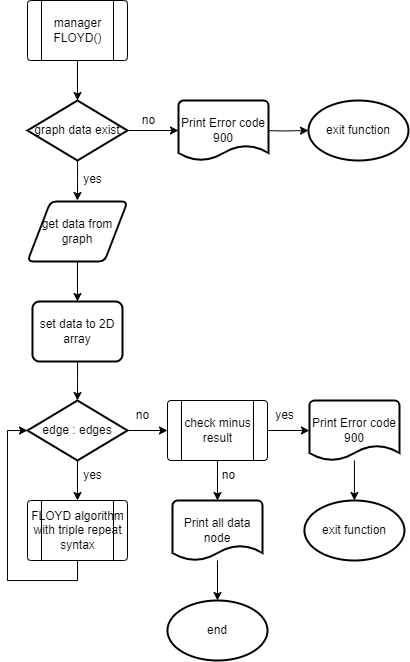 manager
FLOYD()
graph data exist
no
Print Error code
900
exit function
yes
get data from
graph
set data to 2D
array
edge : edges
no
check minus
result
yes
Print Error code
900
yes
no
FLOYD algorithm
with triple repeat
syntax
Print all data
node
exit function
end